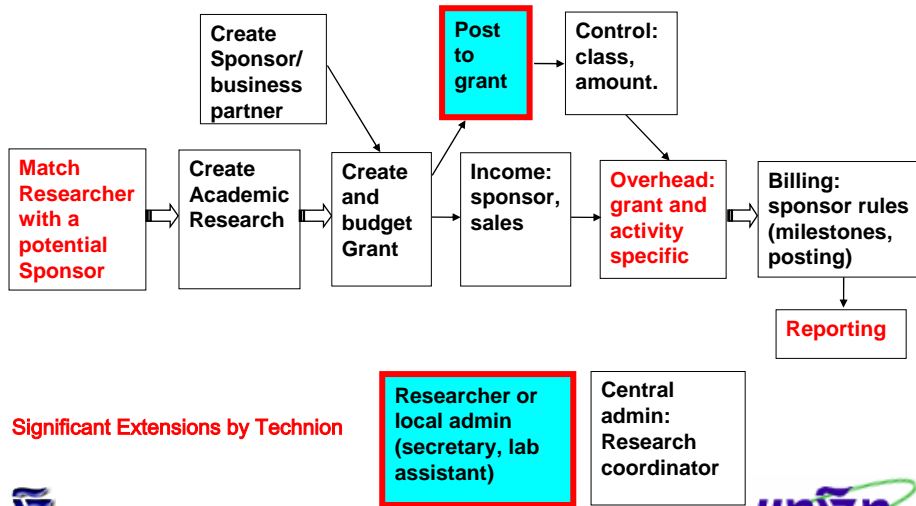 Create
Sponsor/
business
partner
Post
to
grant
Control:
class,
amount.
Match
Researcher
with a
potential
Sponsor
Create
Academic
Research
Create
and
budget
Grant
Income:
sponsor,
sales
Overhead:
grant and
activity
specific
Billing:
sponsor rules
(milestones,
posting)
Reporting
Researcher or
local admin
(secretary, lab
assistant)
Central
admin:
Research
coordinator
Significant Extensions by Technion